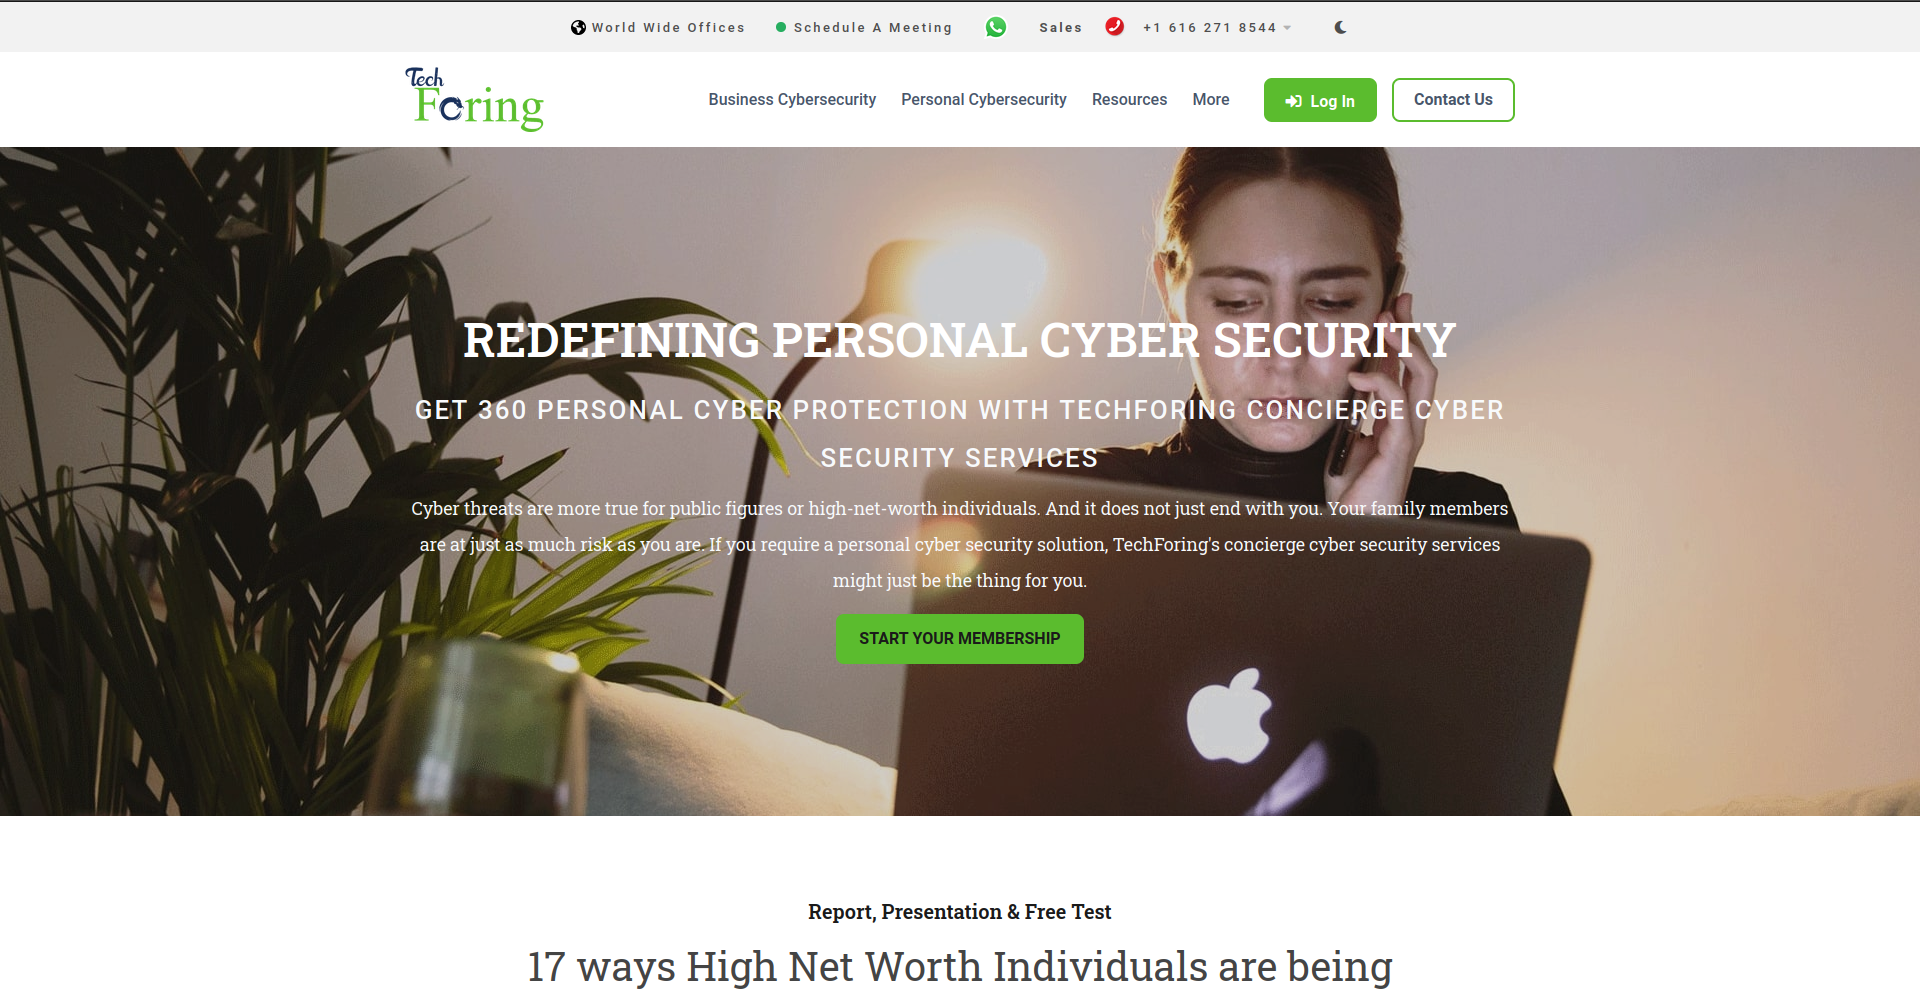 World Wide Offices
Schedule A Meeting
Sales
+1 616 271 8544
Tech
Foring
Business Cybersecurity
Personal Cybersecurity
Resources
More
Log In
Contact Us
REDEFINING PERSONAL CYBER SECURITY
GET 360 PERSONAL CYBER PROTECTION WITH TECHFORING CONCIERGE CYBER
SECURITY SERVICES
Cyber threats are more true for public figures or high-net-worth individuals. And it does not just end with you. Your family members
are at just as much risk as you are. If you require a personal cyber security solution, TechForing's concierge cyber security services
might just be the thing for you.
START YOUR MEMBERSHIP
Report, Presentation & Free Test
17 ways High Net Worth Individuals are being